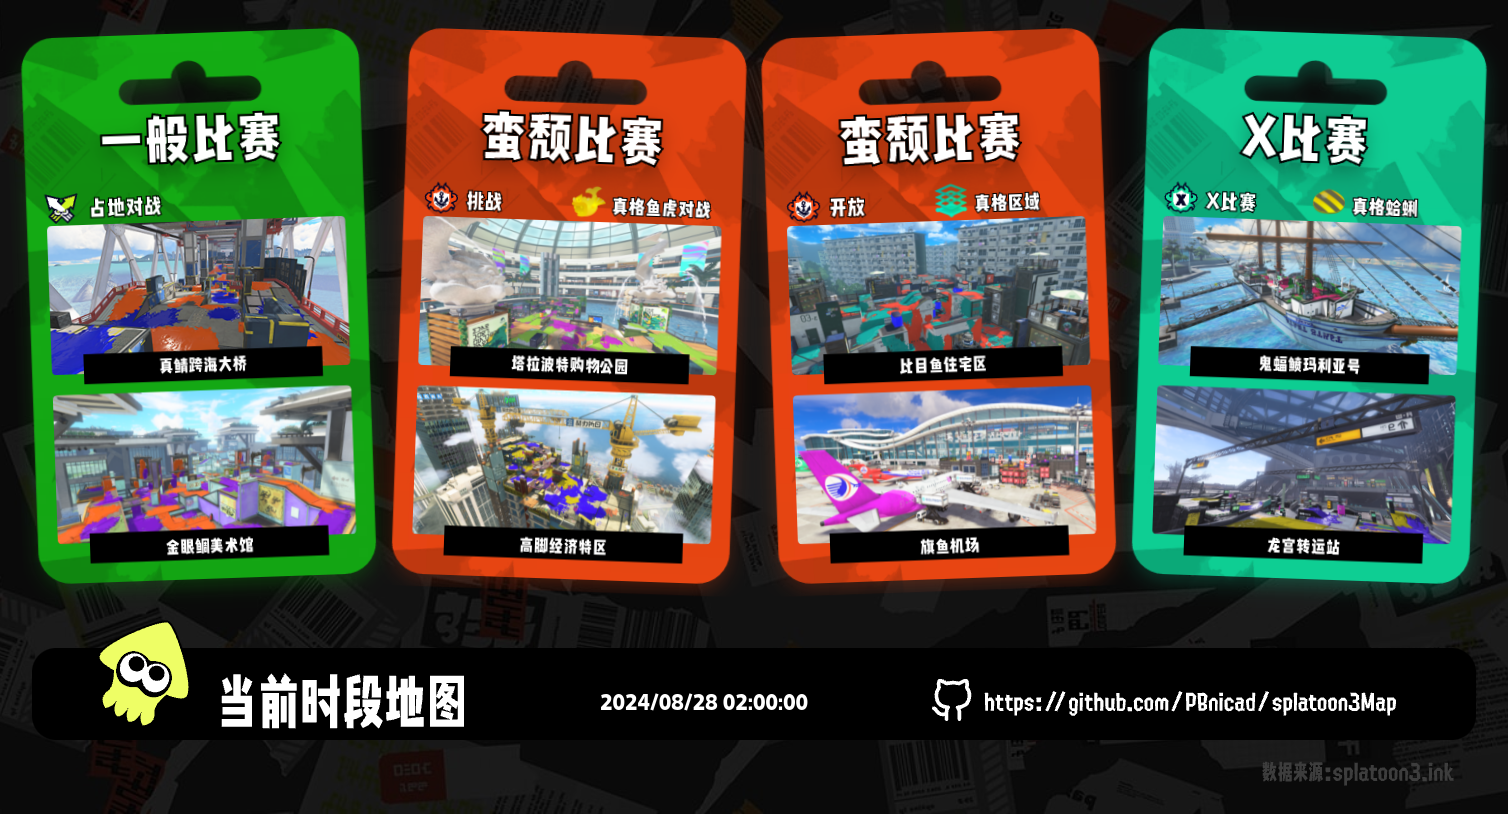 一般比赛
占地对战
真鲷跨海大桥
金眼鲷美术馆
蛮颓比赛
挑战
真格鱼虎对战
塔拉波特购物公园
高脚经济特区
蛮颓比赛
开放
真格区域
比目鱼住宅区
旗鱼机场
X比赛
X比赛
真格蛤蜊
鬼蝠鲼玛利亚号
龙宫转运站
当前时段地图
2024/08/28 02:00:00
https://github.com/PBnicad/splatoon3Map
数据来源:splatoon3.ink